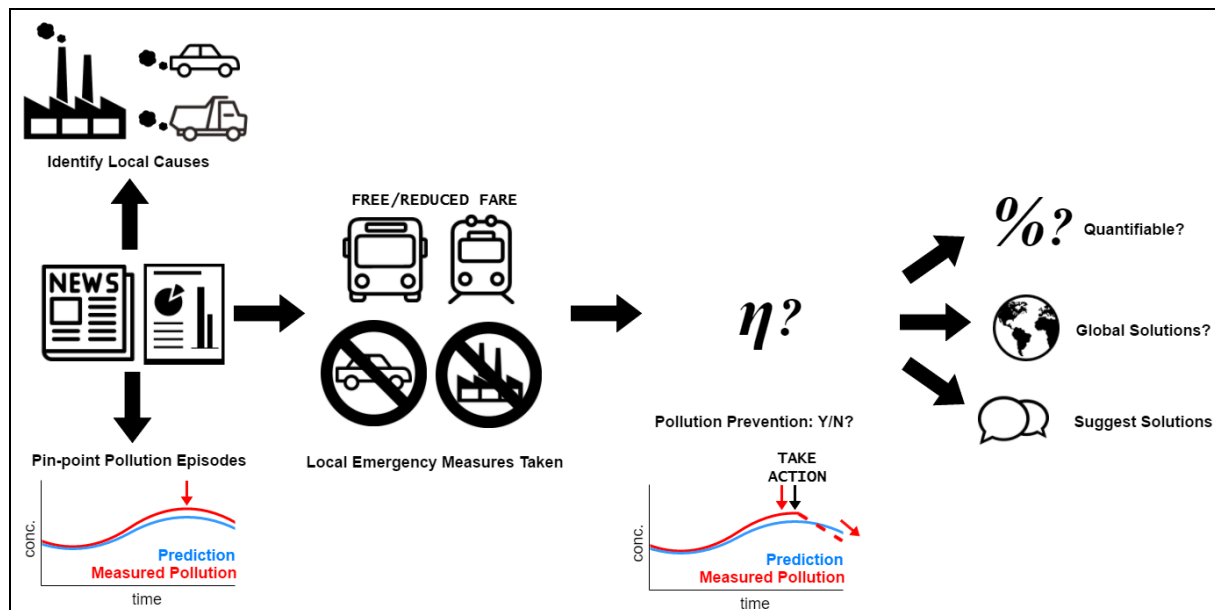 Identify Local Causes
NEWS
Pin-point Pollution Episodes
conc.
Prediction
Measured Pollution
time
FREE/REDUCED FARE
Local Emergency Measures Taken
η?
Pollution Prevention: Y/N?
TAKE
ACTION
conc.
Prediction
Measured Pollution
time
%? Quantifiable?
Global Solutions?
Suggest Solutions